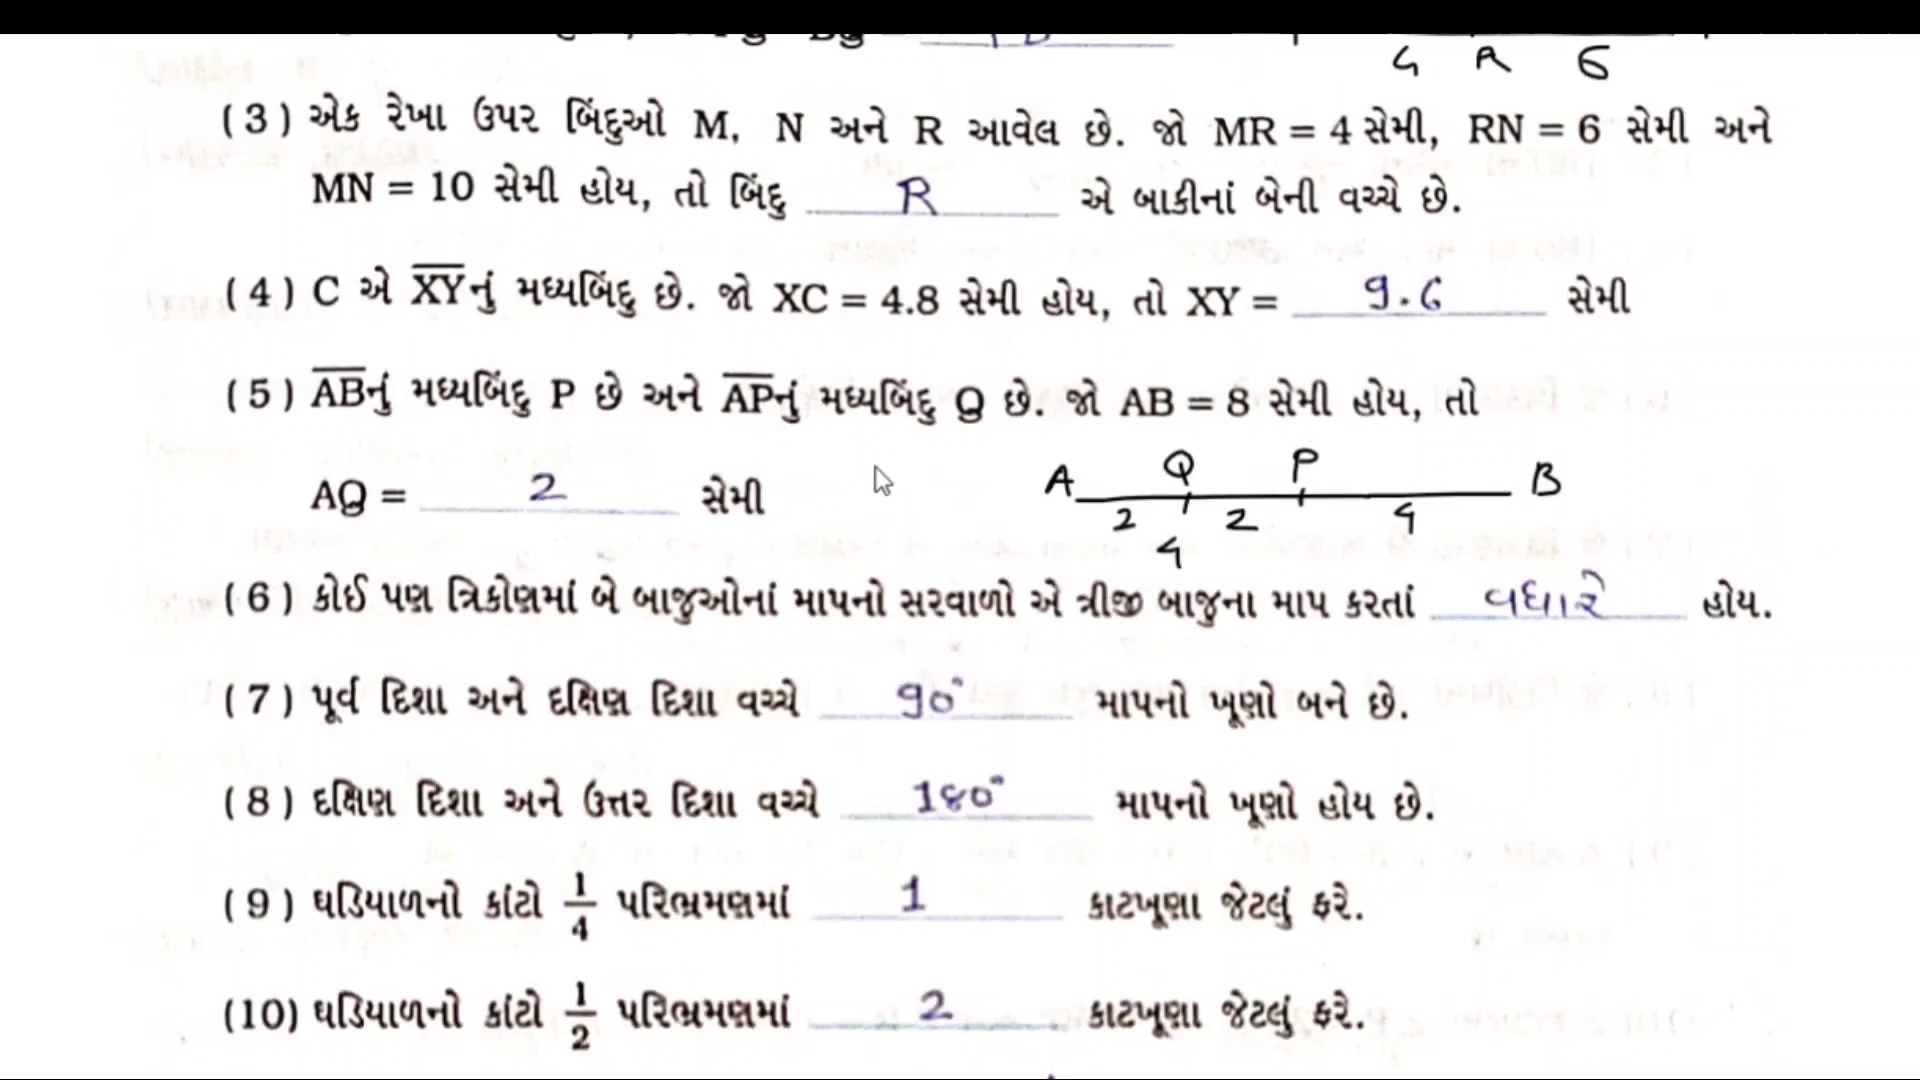 4 R 6
(3) એક રેખા ઉપર બિંદુઓ M, N અને R આવેલ છે. જો MR = 4 સેમી, RN = 6 સેમી અને
MN = 10 સેમી હોય, તો બિંદુ R એ બાકીનાં બેની વચ્ચે છે.
(4) C એ X̅Y̅નું મધ્યબિંદુ છે. જો XC = 4.8 સેમી હોય, તો XY = 9.6 સેમી
(5) A̅B̅નું મધ્યબિંદુ P છે અને A̅P̅નું મધ્યબિંદુ Q છે. જો AB = 8 સેમી હોય, તો
A Q P B
AQ = 2 સેમી
2 2 4
4
(6) કોઈ પણ ત્રિકોણમાં બે બાજુઓનાં માપનો સરવાળો એ ત્રીજી બાજુના માપ કરતાં વધારે હોય.
(7) પૂર્વ દિશા અને દક્ષિણ દિશા વચ્ચે 90° માપનો ખૂણો બને છે.
(8) દક્ષિણ દિશા અને ઉત્તર દિશા વચ્ચે 180° માપનો ખૂણો હોય છે.
(9) ઘડિયાળનો કાંટો 1/4 પરિભ્રમણમાં 1 કાટખૂણા જેટલું ફરે.
(10) ઘડિયાળનો કાંટો 1/2 પરિભ્રમણમાં 2 કાટખૂણા જેટલું ફરે.